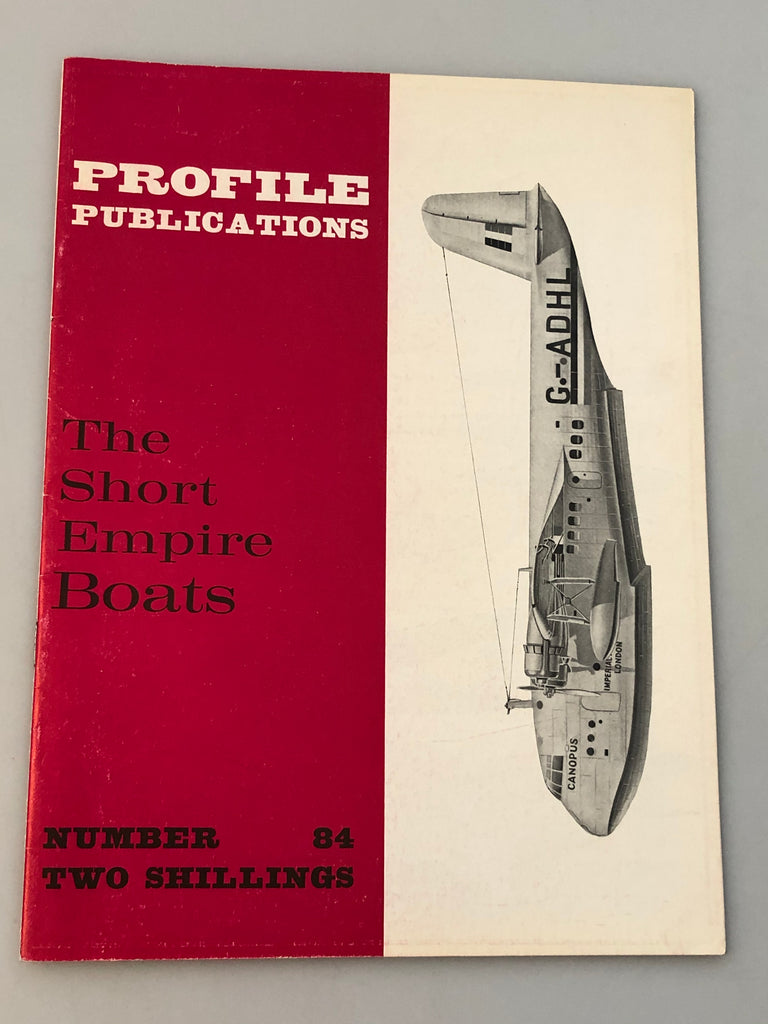 PROFILE
PUBLICATIONS
The
Short
Empire
Boats
NUMBER 84
TWO SHILLINGS
G-ADHL
IMPERIAL
LONDON
CANOPUS